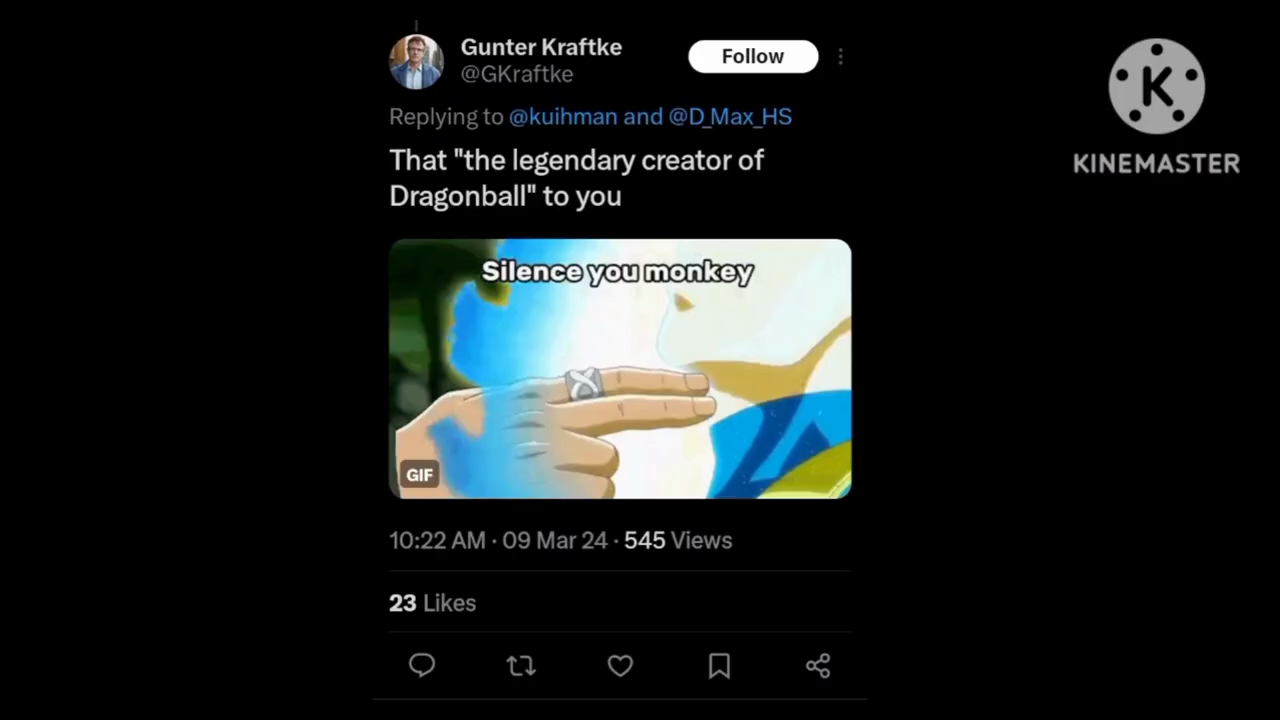 Gunter Kraftke
Follow
@GKraftke
Replying to @kuihman and @D_Max_HS
That "the legendary creator of
Dragonball" to you
Silence you monkey
GIF
10:22 AM · 09 Mar 24 · 545 Views
23 Likes
K
KINEMASTER